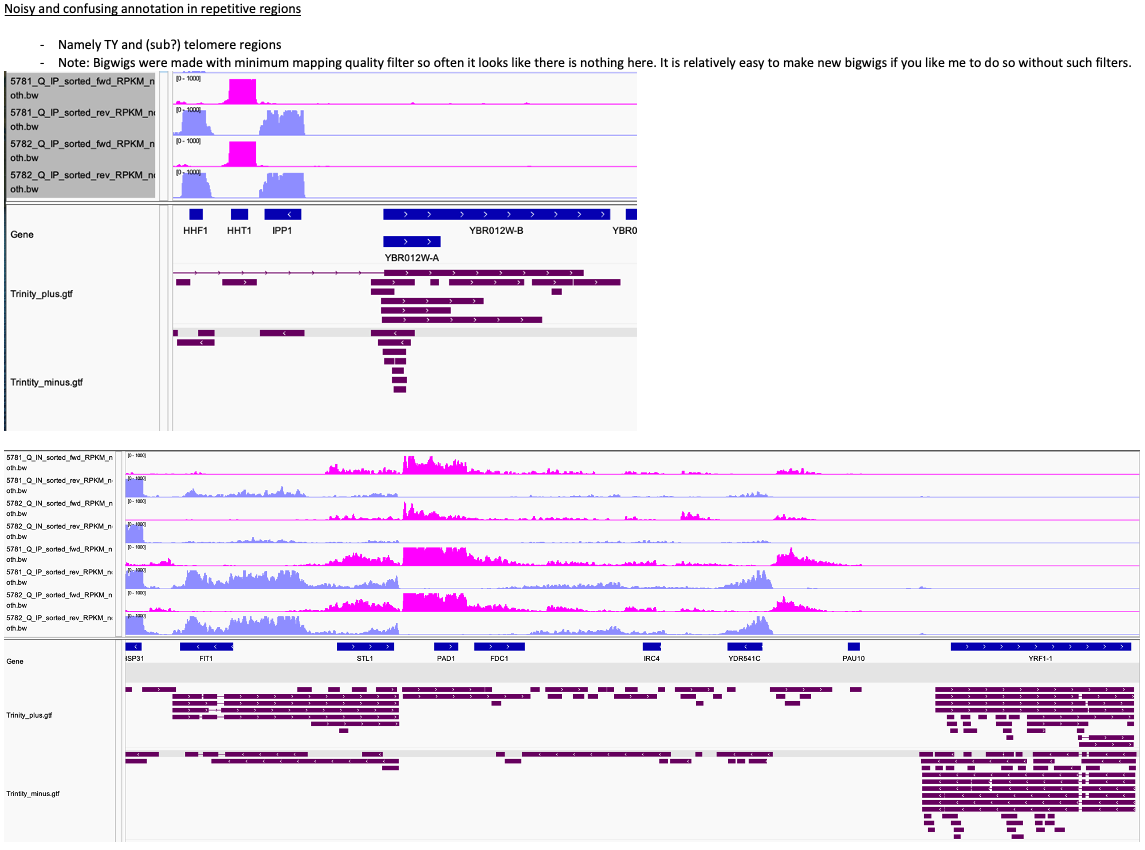 Noisy and confusing annotation in repetitive regions
- Namely TY and (sub?) telomere regions
- Note: Bigwigs were made with minimum mapping quality filter so often it looks like there is nothing here. It is relatively easy to make new bigwigs if you like me to do so without such filters.
5781_Q_IP_sorted_fwd_RPKM_n
oth.bw
[0 - 1000]
5781_Q_IP_sorted_rev_RPKM_n
oth.bw
[0 - 1000]
5782_Q_IP_sorted_fwd_RPKM_n
oth.bw
[0 - 1000]
5782_Q_IP_sorted_rev_RPKM_n
oth.bw
[0 - 1000]
Gene
HHF1 HHT1 IPP1 YBR012W-B YBR0
YBR012W-A
Trinity_plus.gtf
Trintity_minus.gtf
5781_Q_IN_sorted_fwd_RPKM_n
oth.bw
[0 - 1000]
5781_Q_IN_sorted_rev_RPKM_n
oth.bw
[0 - 1000]
5782_Q_IN_sorted_fwd_RPKM_n
oth.bw
[0 - 1000]
5782_Q_IN_sorted_rev_RPKM_n
oth.bw
[0 - 1000]
5781_Q_IP_sorted_fwd_RPKM_n
oth.bw
[0 - 1000]
5781_Q_IP_sorted_rev_RPKM_n
oth.bw
[0 - 1000]
5782_Q_IP_sorted_fwd_RPKM_n
oth.bw
[0 - 1000]
5782_Q_IP_sorted_rev_RPKM_n
oth.bw
[0 - 1000]
Gene
ISP31 FIT1 STL1 PAD1 FDC1 IRC4 YDR541C PAU10 YRF1-1
Trinity_plus.gtf
Trintity_minus.gtf